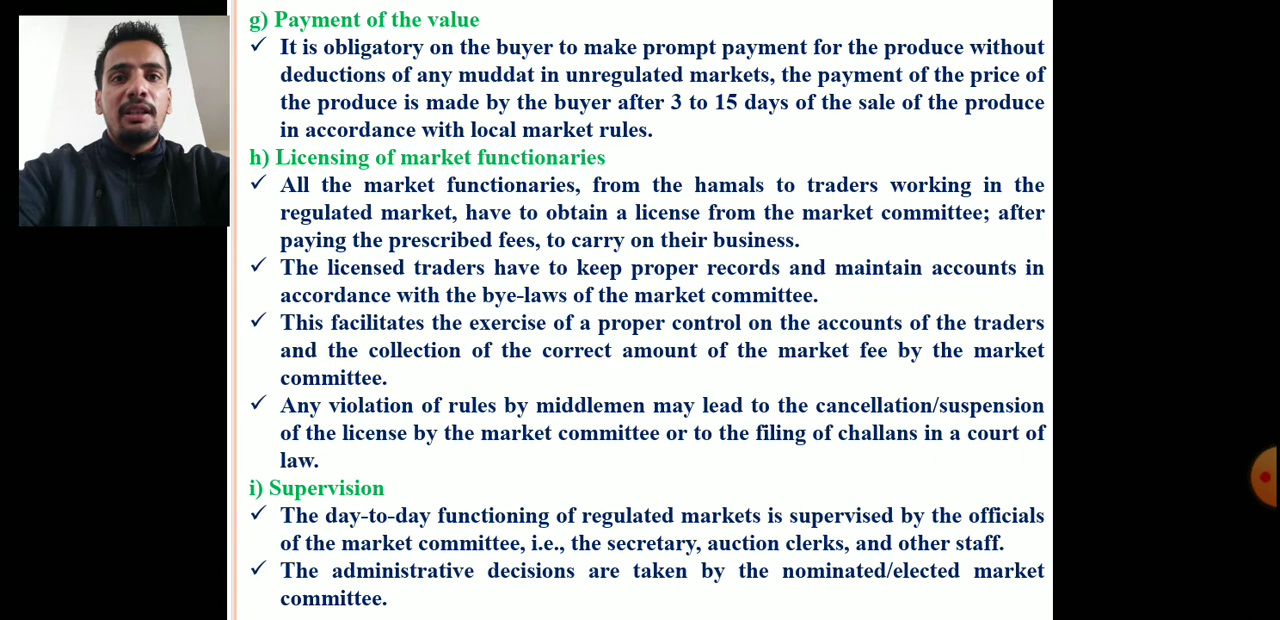 g) Payment of the value
✓ It is obligatory on the buyer to make prompt payment for the produce without
deductions of any muddat in unregulated markets, the payment of the price of
the produce is made by the buyer after 3 to 15 days of the sale of the produce
in accordance with local market rules.
h) Licensing of market functionaries
✓ All the market functionaries, from the hamals to traders working in the
regulated market, have to obtain a license from the market committee; after
paying the prescribed fees, to carry on their business.
✓ The licensed traders have to keep proper records and maintain accounts in
accordance with the bye-laws of the market committee.
✓ This facilitates the exercise of a proper control on the accounts of the traders
and the collection of the correct amount of the market fee by the market
committee.
✓ Any violation of rules by middlemen may lead to the cancellation/suspension
of the license by the market committee or to the filing of challans in a court of
law.
i) Supervision
✓ The day-to-day functioning of regulated markets is supervised by the officials
of the market committee, i.e., the secretary, auction clerks, and other staff.
✓ The administrative decisions are taken by the nominated/elected market
committee.